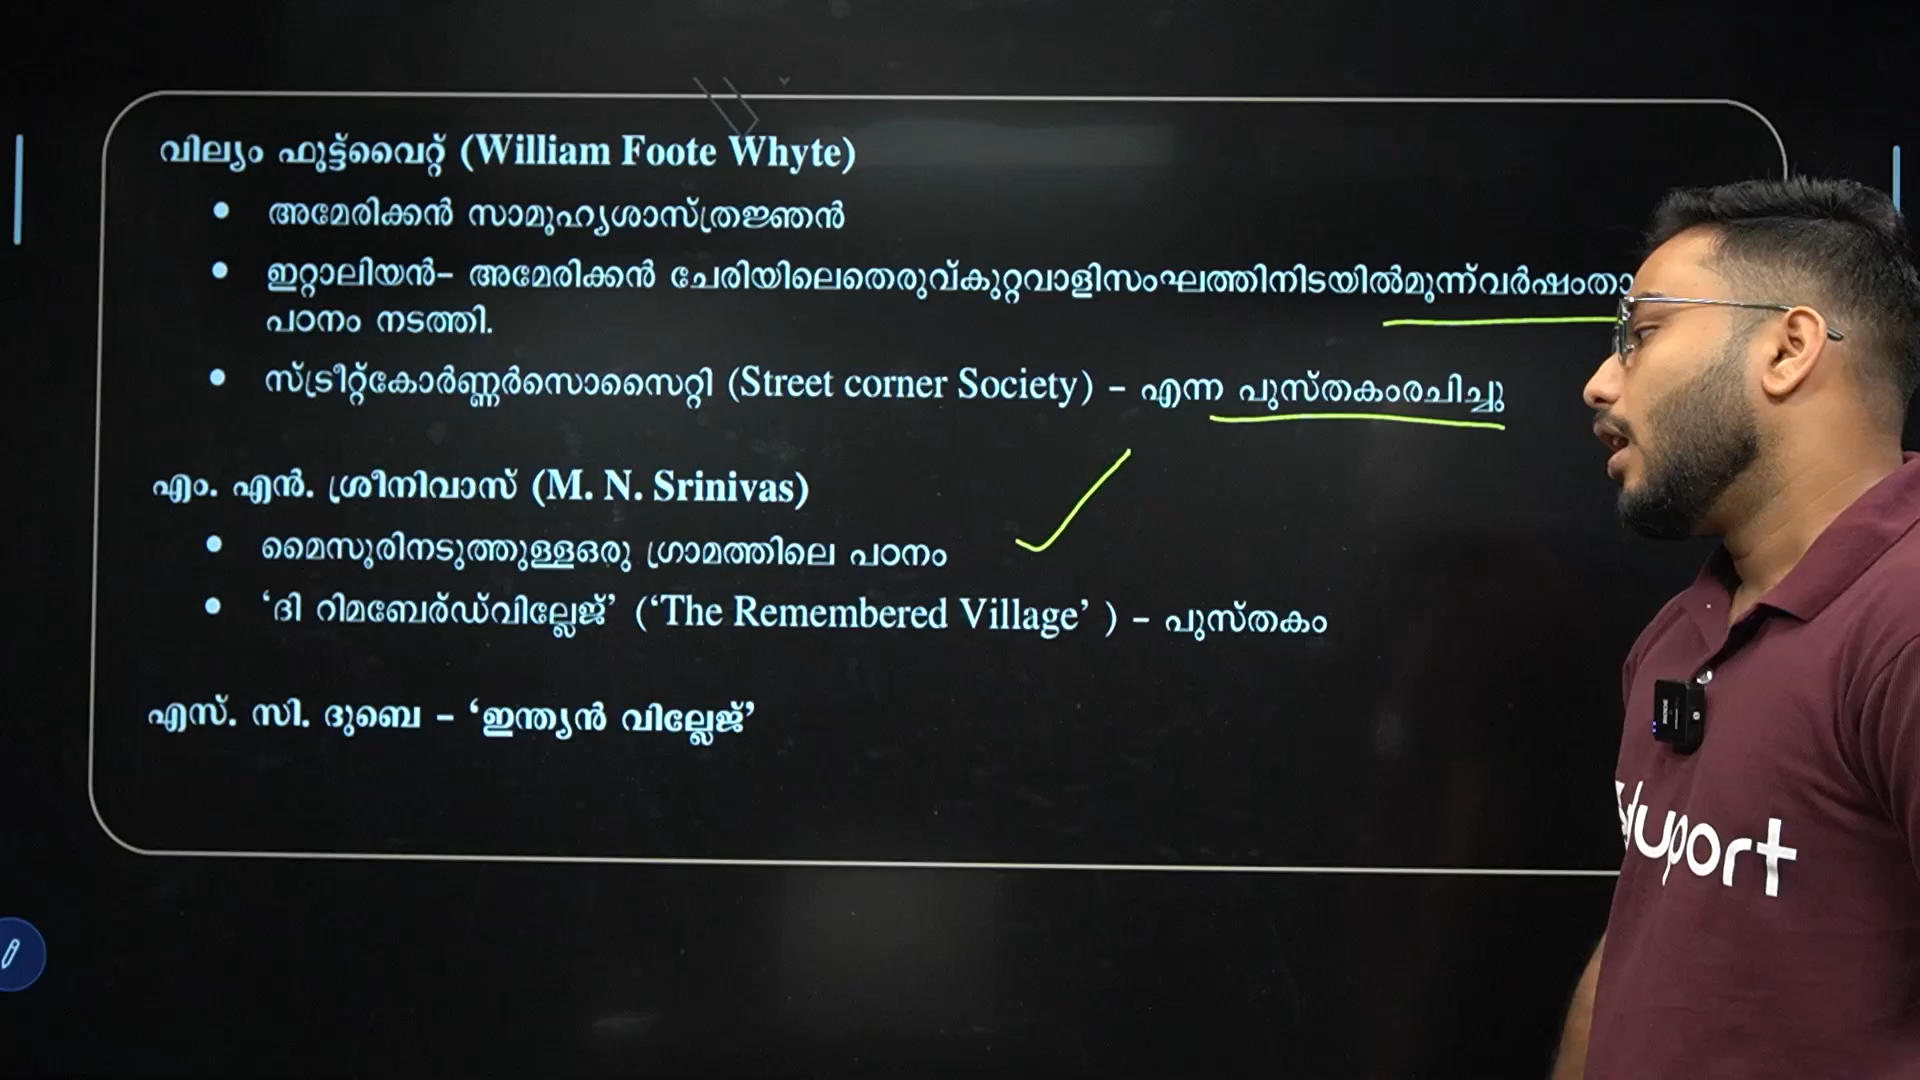 വില്യം ഫുട്ട്വൈറ്റ് (William Foote Whyte)
• അമേരിക്കൻ സാമൂഹ്യശാസ്ത്രജ്ഞൻ
• ഇറ്റാലിയൻ– അമേരിക്കൻ ചേരിയിലെതെരുവ്കുറ്റവാളിസംഘത്തിനിടയിൽമൂന്ന്വർഷംതാ
പഠനം നടത്തി.
• സ്ട്രീറ്റ്കോർണ്ണർസൊസൈറ്റി (Street corner Society) – എന്ന പുസ്തകംരചിച്ചു
എം. എൻ. ശ്രീനിവാസ് (M. N. Srinivas)
• മൈസൂരിനടുത്തുള്ളഒരു ഗ്രാമത്തിലെ പഠനം
• ‘ദി റിമബേർഡ്വില്ലേജ്’ (‘The Remembered Village’ ) – പുസ്തകം
എസ്. സി. ദുബെ – ‘ഇന്ത്യൻ വില്ലേജ്’
eduport